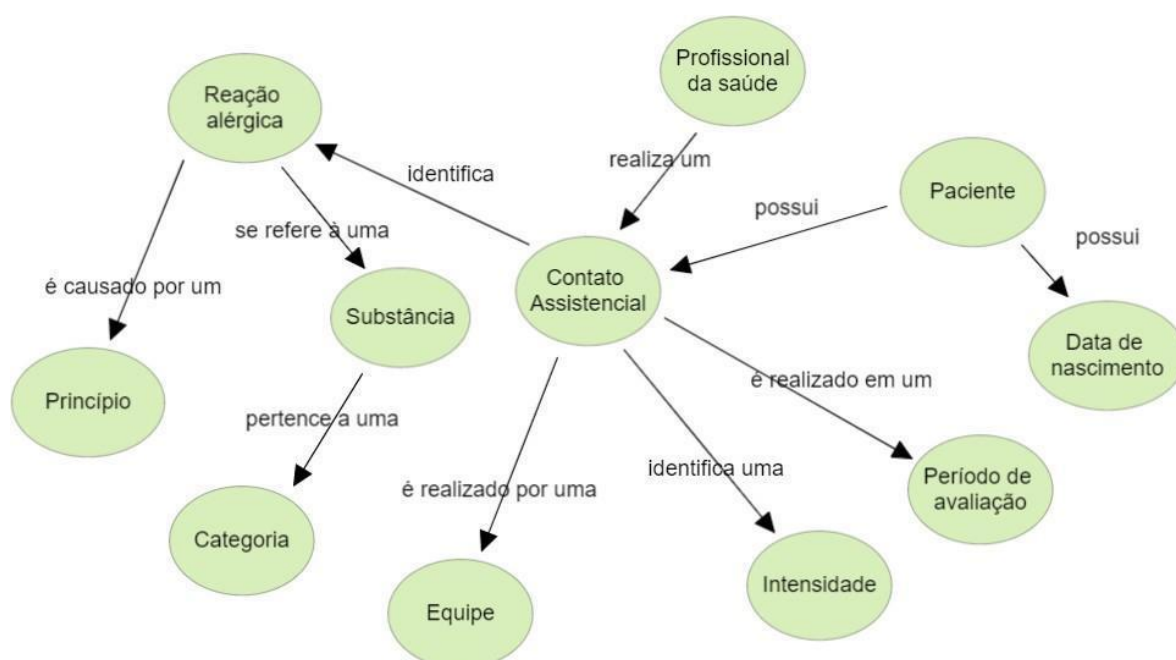 Profissional
da saúde
Reação
alérgica
realiza um
identifica
Paciente
possui
se refere à uma
possui
é causado por um
Contato
Assistencial
Substância
Data de
nascimento
é realizado em um
Princípio
pertence a uma
identifica uma
Período de
avaliação
é realizado por uma
Categoria
Intensidade
Equipe